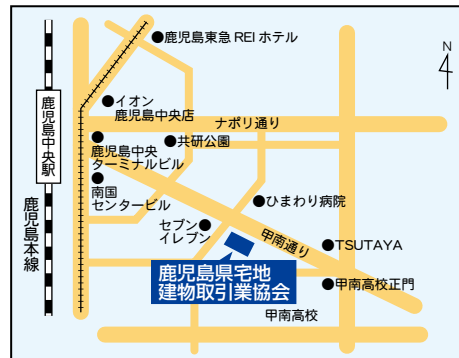 鹿児島東急 REI ホテル
N
イオン
鹿児島中央店
ナポリ通り
鹿児島中央駅
鹿児島中央
ターミナルビル
共研公園
南国
センタービル
ひまわり病院
鹿児島本線
セブン
イレブン
甲南通り
TSUTAYA
鹿児島県宅地
建物取引業協会
甲南高校正門
甲南高校